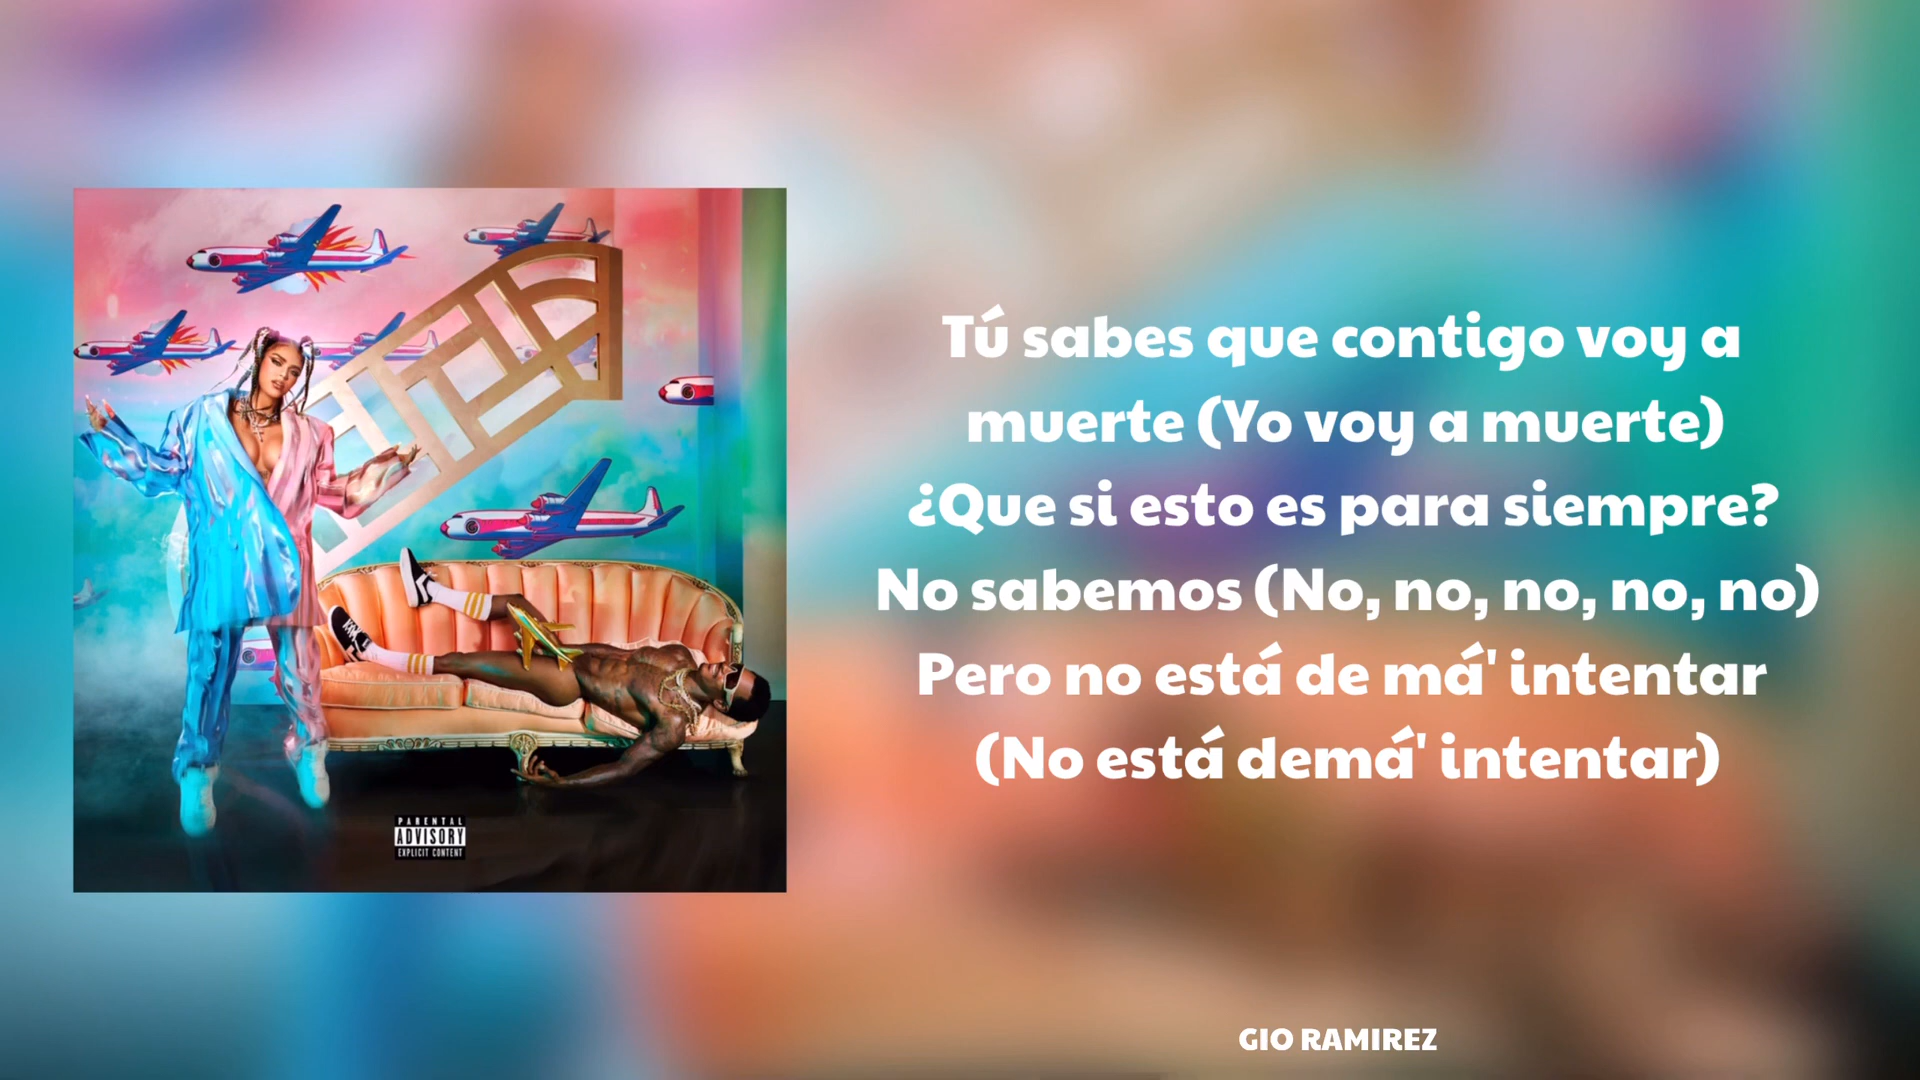 Tú sabes que contigo voy a
muerte (Yo voy a muerte)
¿Que si esto es para siempre?
No sabemos (No, no, no, no, no)
Pero no está de má' intentar
(No está demá' intentar)
PARENTAL
ADVISORY
EXPLICIT CONTENT
GIO RAMIREZ